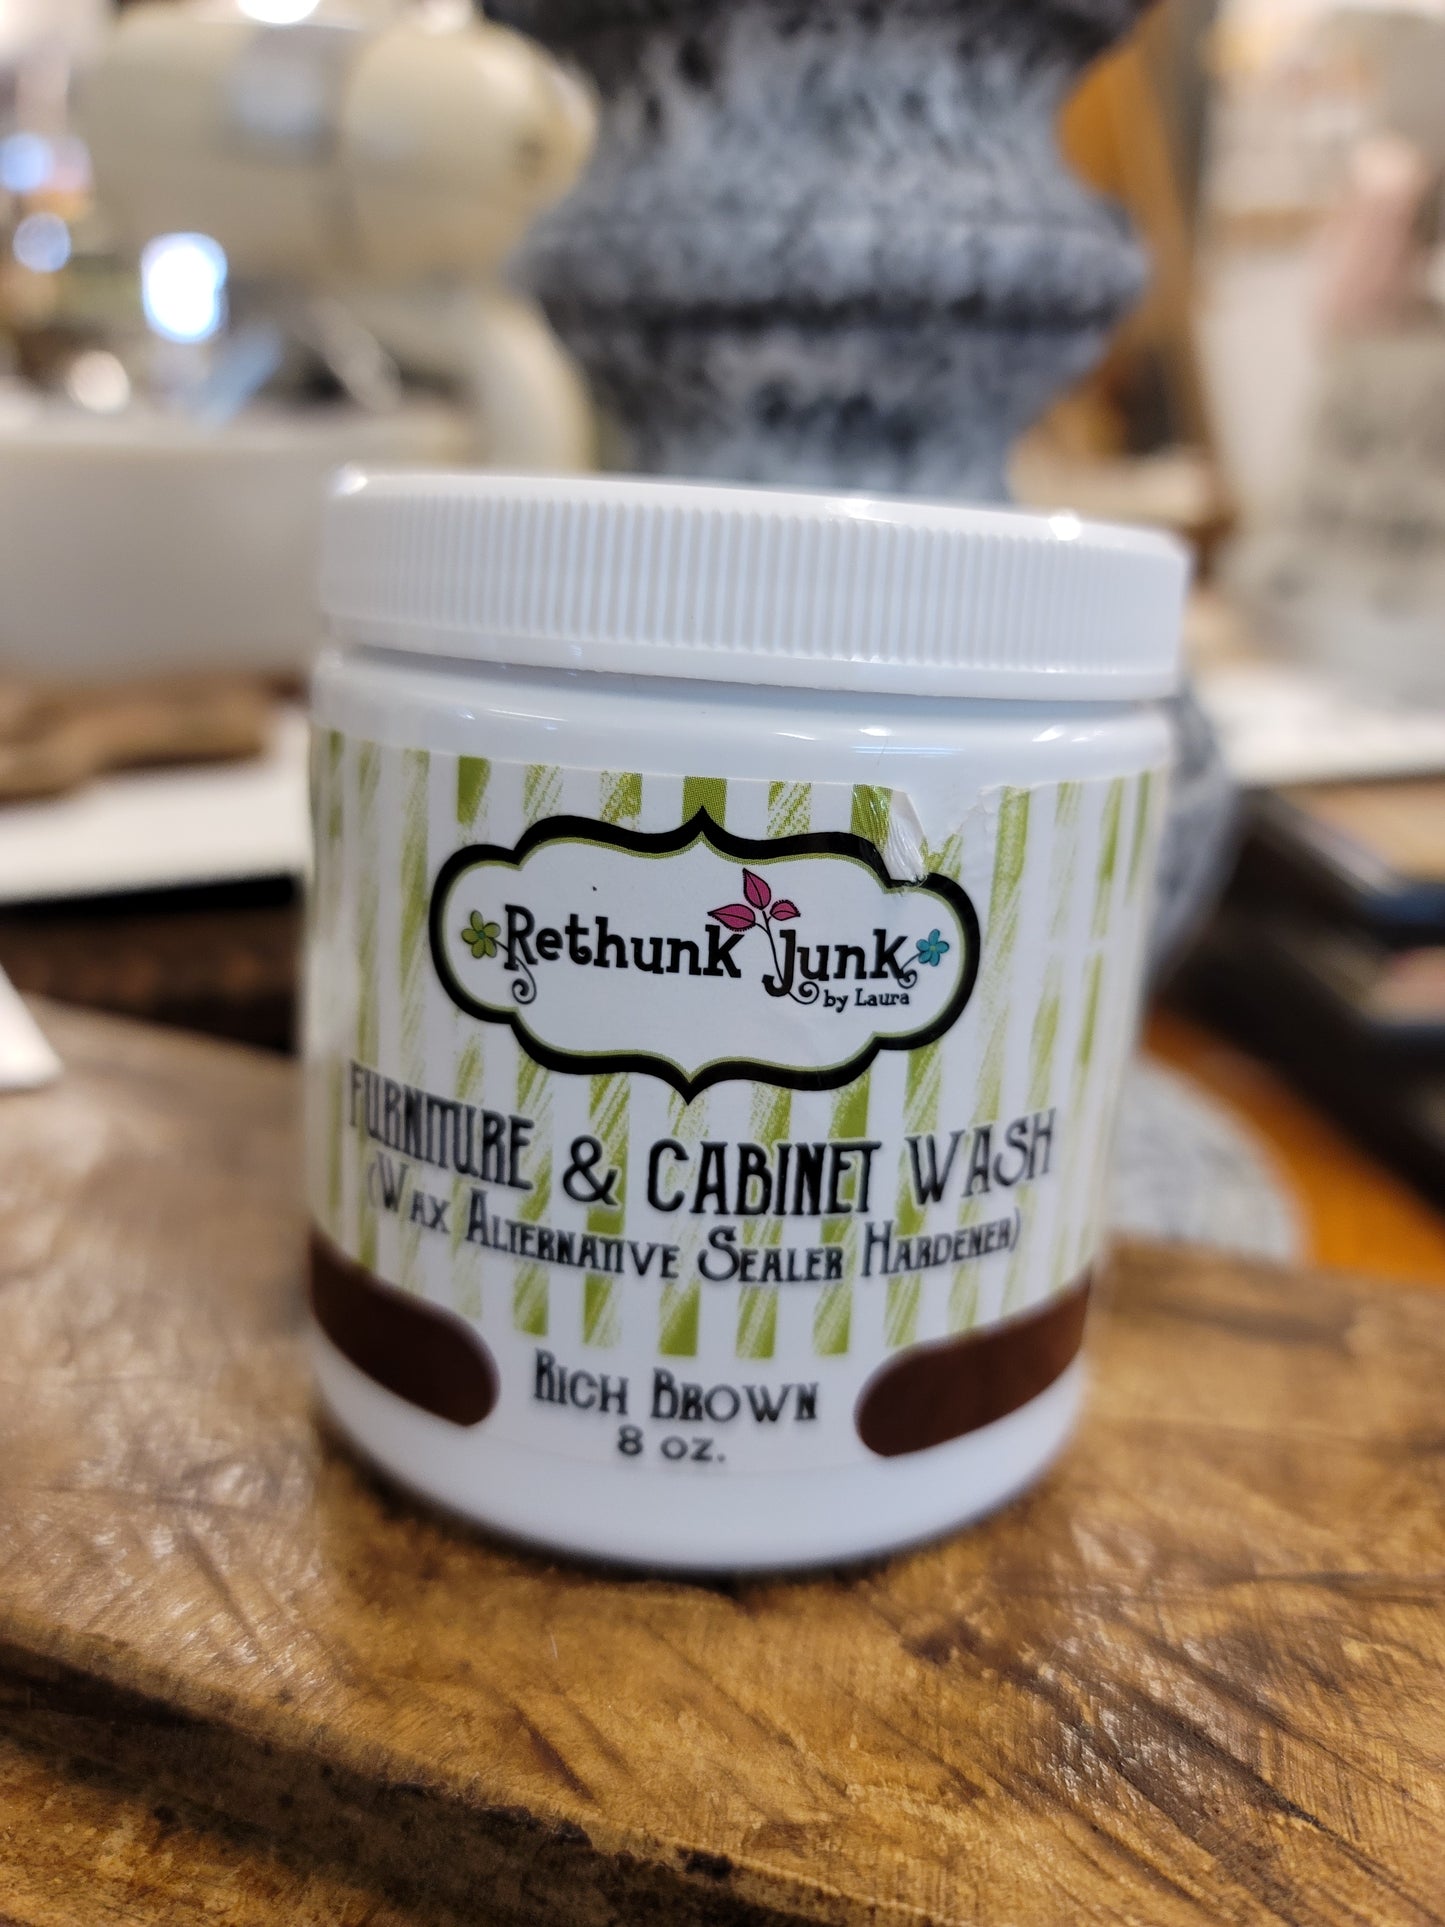 Rethunk Junk
by Laura
FURNITURE & CABINET WASH
(WAX ALTERNATIVE SEALER HARDENER)
RICH BROWN
8 oz.